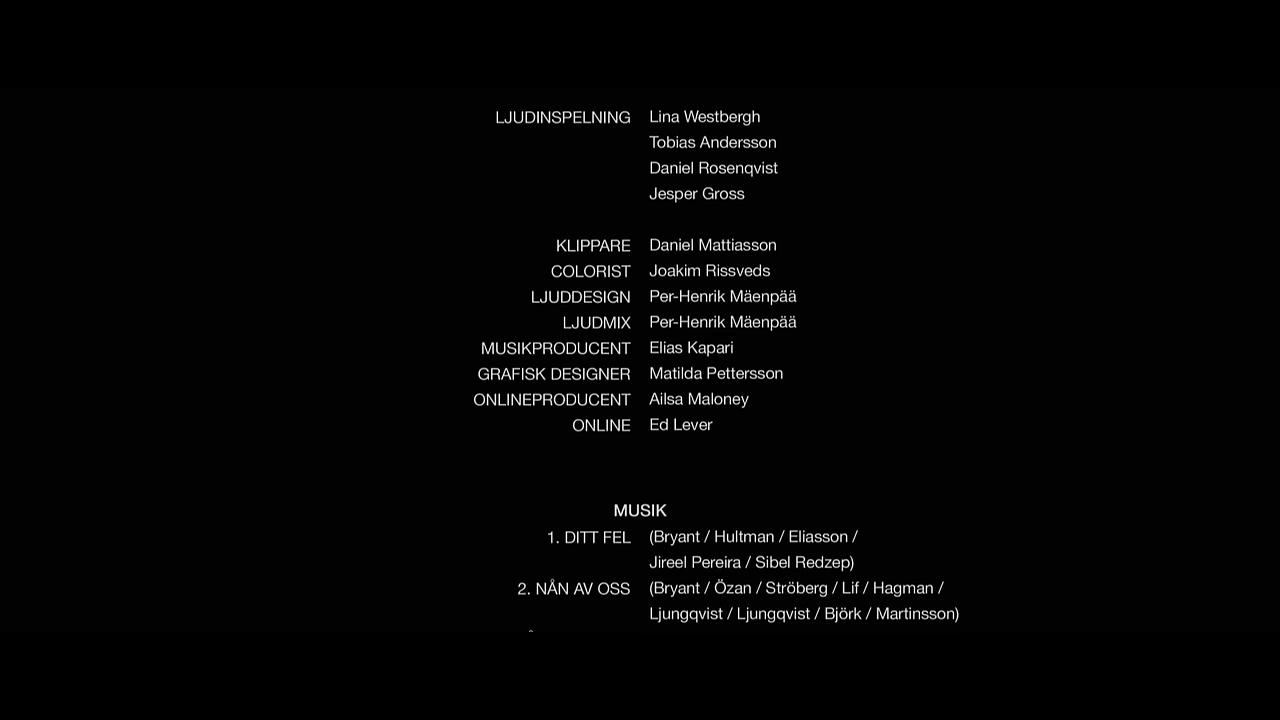 LJUDINSPELNING Lina Westbergh
Tobias Andersson
Daniel Rosenqvist
Jesper Gross
KLIPPARE Daniel Mattiasson
COLORIST Joakim Rissveds
LJUDDESIGN Per-Henrik Mäenpää
LJUDMIX Per-Henrik Mäenpää
MUSIKPRODUCENT Elias Kapari
GRAFISK DESIGNER Matilda Pettersson
ONLINEPRODUCENT Ailsa Maloney
ONLINE Ed Lever
MUSIK
1. DITT FEL (Bryant / Hultman / Eliasson /
Jireel Pereira / Sibel Redzep)
2. NÅN AV OSS (Bryant / Özan / Ströberg / Lif / Hagman /
Ljungqvist / Ljungqvist / Björk / Martinsson)